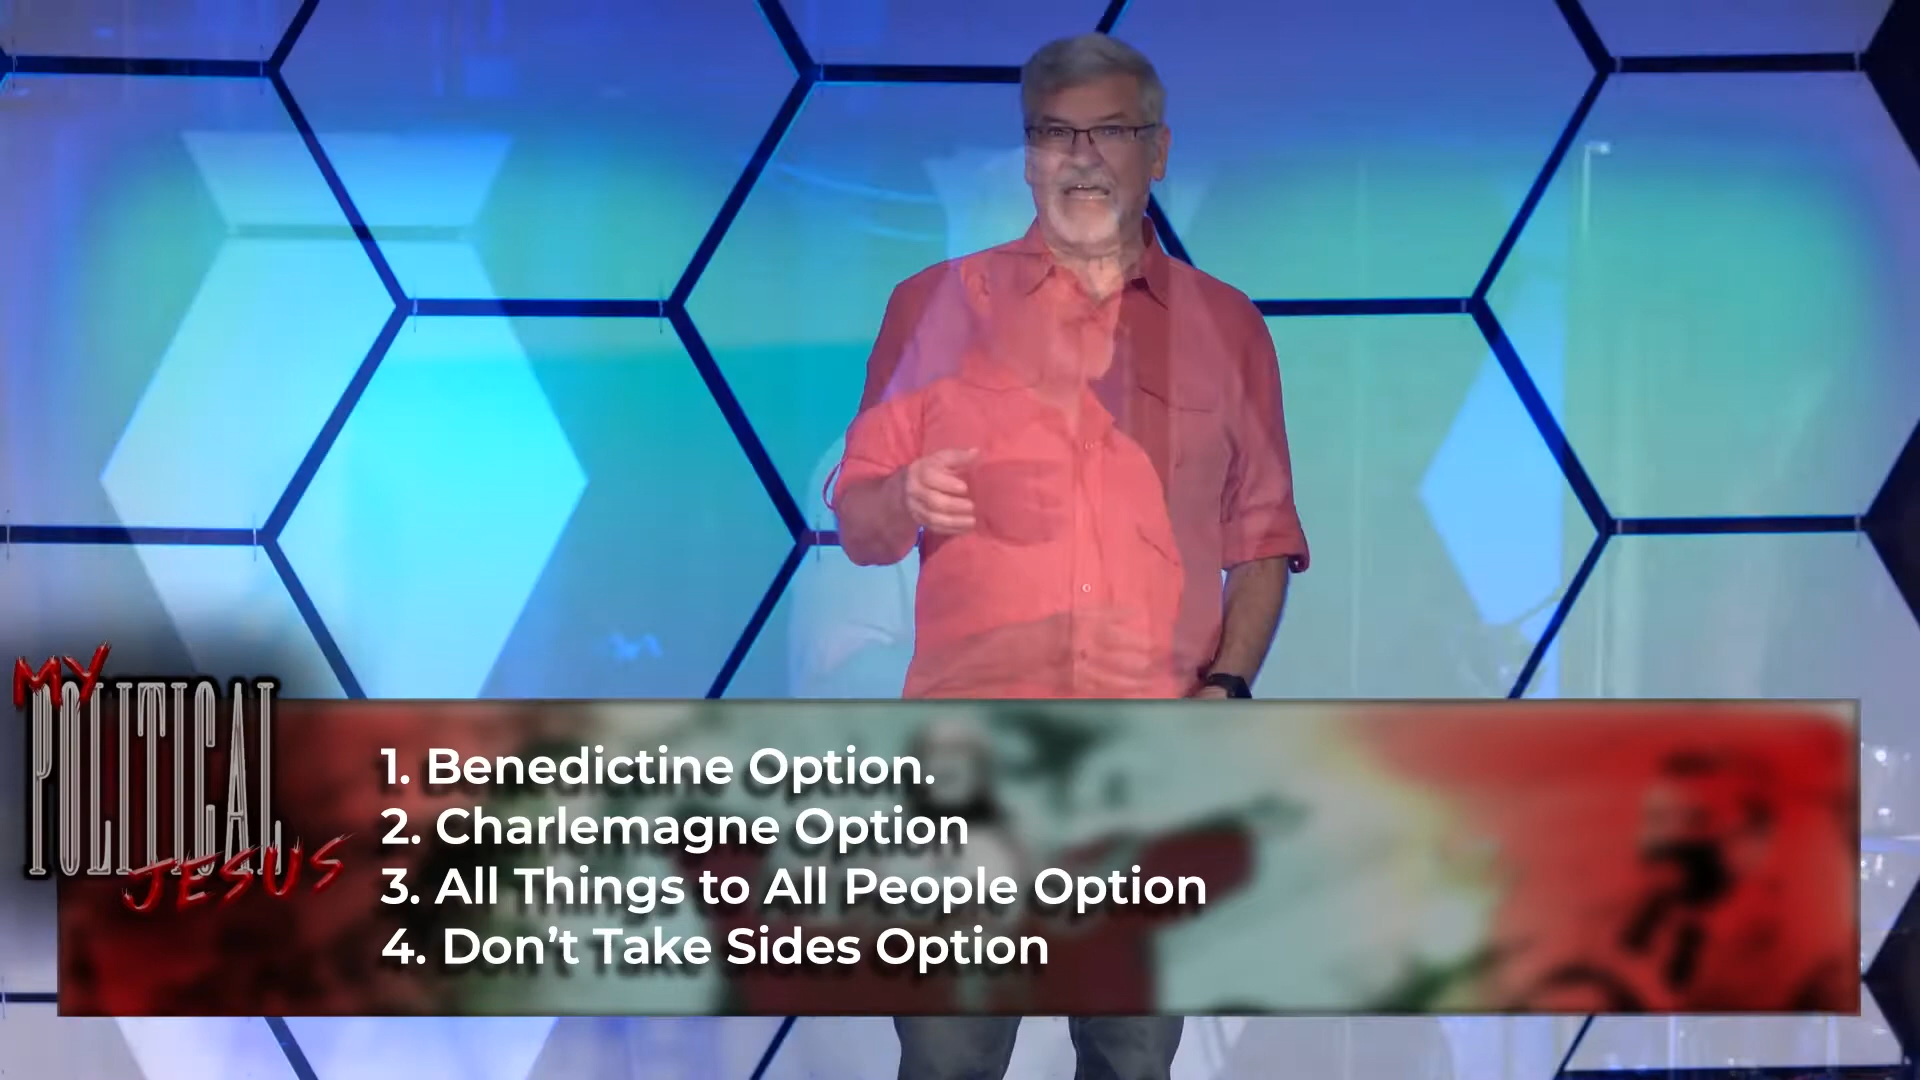 MY
POLITICAL
JESUS
1. Benedictine Option.
2. Charlemagne Option
3. All Things to All People Option
4. Don't Take Sides Option